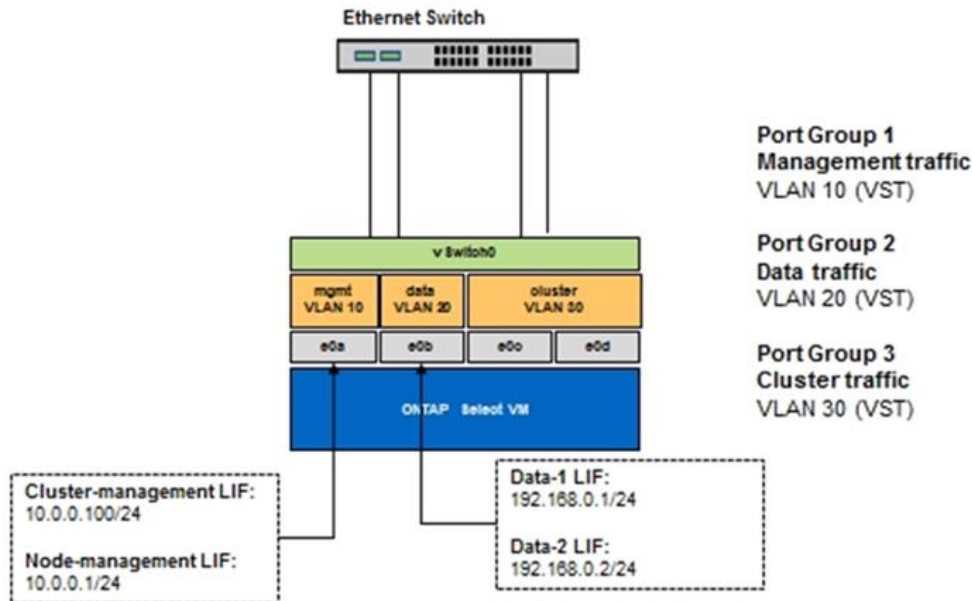 Ethernet Switch
Port Group 1
Management traffic
VLAN 10 (VST)
Port Group 2
Data traffic
VLAN 20 (VST)
Port Group 3
Cluster traffic
VLAN 30 (VST)
vSwitch0
mgmt
VLAN 10
data
VLAN 20
cluster
VLAN 30
e0a
e0b
e0c
e0d
ONTAP Select VM
Cluster-management LIF:
10.0.0.100/24
Node-management LIF:
10.0.0.1/24
Data-1 LIF:
192.168.0.1/24
Data-2 LIF:
192.168.0.2/24